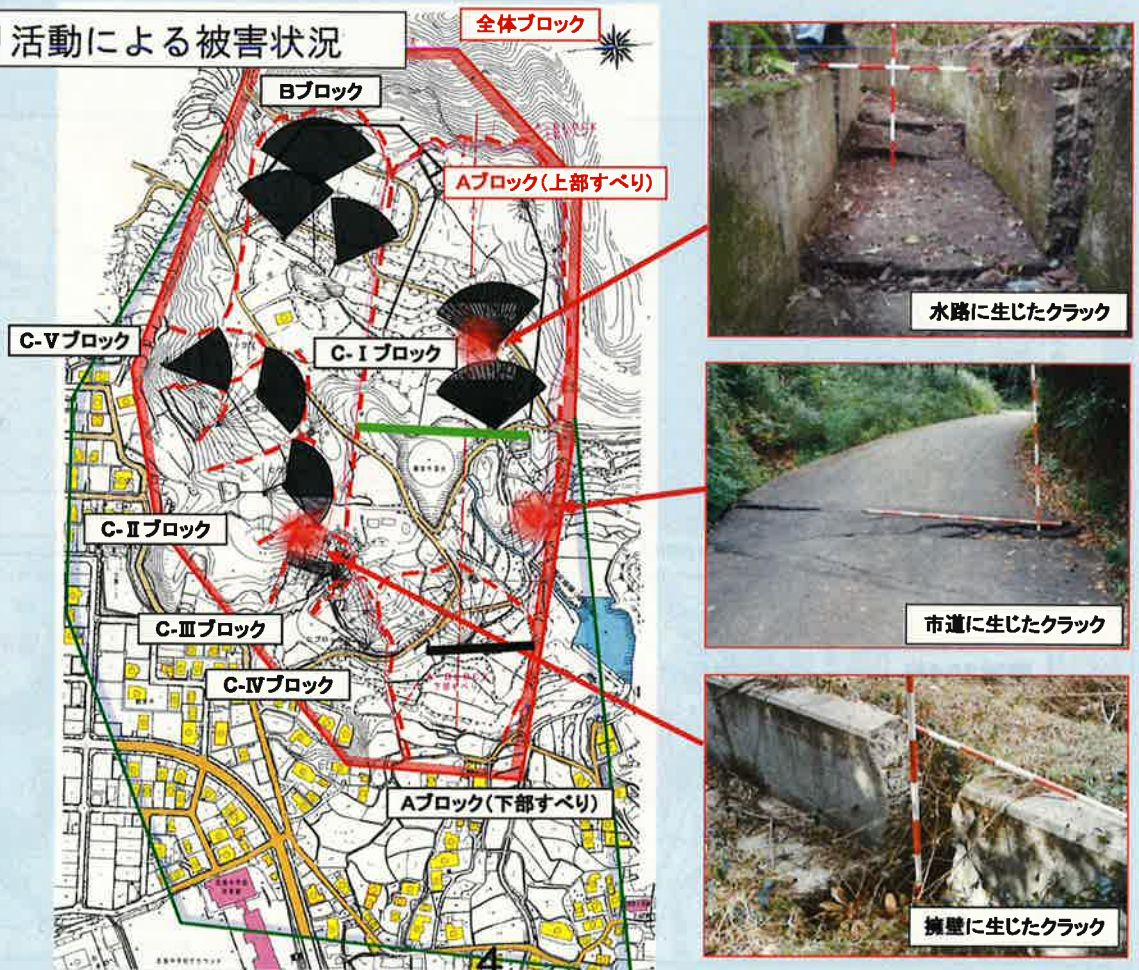 活動による被害状況
全体ブロック
Bブロック
Aブロック(上部すべり)
C-Ⅴブロック
C-Ⅰブロック
水路に生じたクラック
C-Ⅱブロック
C-Ⅲブロック
C-Ⅳブロック
市道に生じたクラック
Aブロック(下部すべり)
擁壁に生じたクラック
4